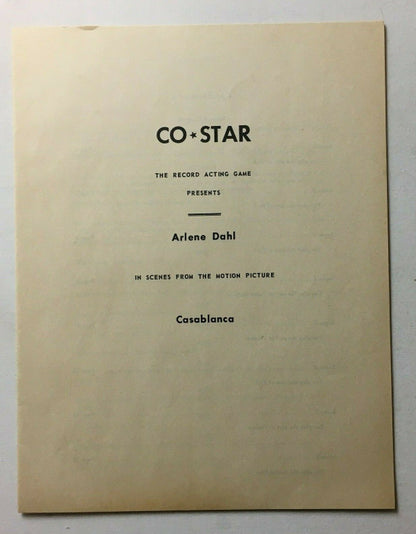 CO★STAR
THE RECORD ACTING GAME
PRESENTS
Arlene Dahl
IN SCENES FROM THE MOTION PICTURE
Casablanca